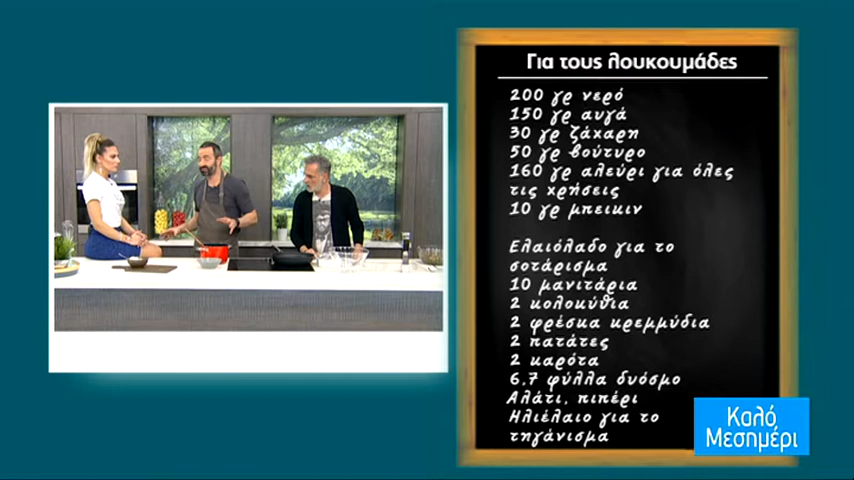 Για τους λουκουμάδες
200 γρ νερό
150 γρ αυγά
30 γρ ζάχαρη
50 γρ βούτυρο
160 γρ αλεύρι για όλες
τις χρήσεις
10 γρ μπεικιν
Ελαιόλαδο για το
σοτάρισμα
10 μανιτάρια
2 κολοκύθια
2 φρέσκα κρεμμύδια
2 πατάτες
2 καρότα
6,7 φύλλα δυόσμο
Αλάτι, πιπέρι
Ηλιέλαιο για το
τηγάνισμα
Καλό
Μεσημέρι